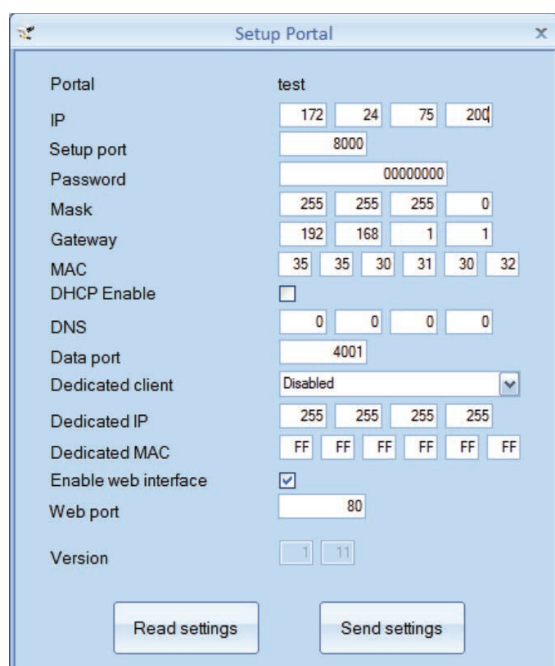 Setup Portal x
Portal test
IP 172 24 75 200
Setup port 8000
Password 00000000
Mask 255 255 255 0
Gateway 192 168 1 1
MAC 35 35 30 31 30 32
DHCP Enable
DNS 0 0 0 0
Data port 4001
Dedicated client Disabled
Dedicated IP 255 255 255 255
Dedicated MAC FF FF FF FF FF FF
Enable web interface
Web port 80
Version 1 11
Read settings Send settings